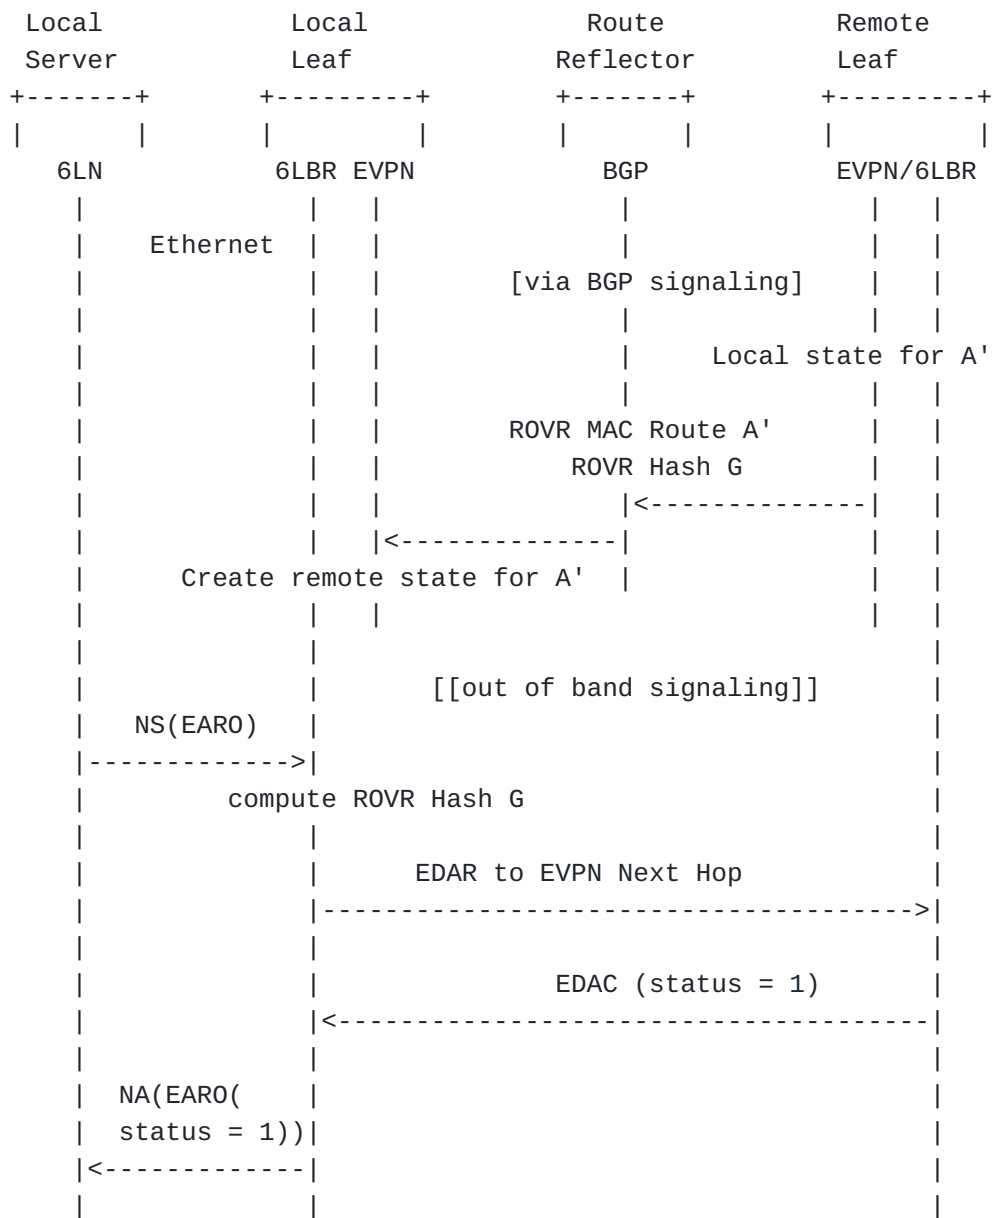 Local            Local              Route           Remote
 Server           Leaf             Reflector         Leaf
+-------+       +---------+        +-------+        +---------+
|       |       |         |        |       |        |         |
   6LN           6LBR EVPN            BGP            EVPN/6LBR
    |              |   |               |               |   |
    |    Ethernet  |   |               |               |   |
    |              |   |        [via BGP signaling]    |   |
    |              |   |               |               |   |
    |              |   |               |     Local state for A'
    |              |   |               |               |   |
    |              |   |        ROVR MAC Route A'      |   |
    |              |   |            ROVR Hash G        |   |
    |              |   |               |<--------------|   |
    |              |   |<--------------|               |   |
    |      Create remote state for A'  |               |   |
    |              |   |                               |   |
    |              |                                       |
    |              |       [[out of band signaling]]       |
    |   NS(EARO)   |                                       |
    |------------->|                                       |
    |         compute ROVR Hash G                          |
    |              |                                       |
    |              |      EDAR to EVPN Next Hop            |
    |              |-------------------------------------->|
    |              |                                       |
    |              |               EDAC (status = 1)       |
    |              |<--------------------------------------|
    |              |                                       |
    |  NA(EARO(    |                                       |
    |  status = 1))|                                       |
    |<-------------|                                       |
    |              |                                       |